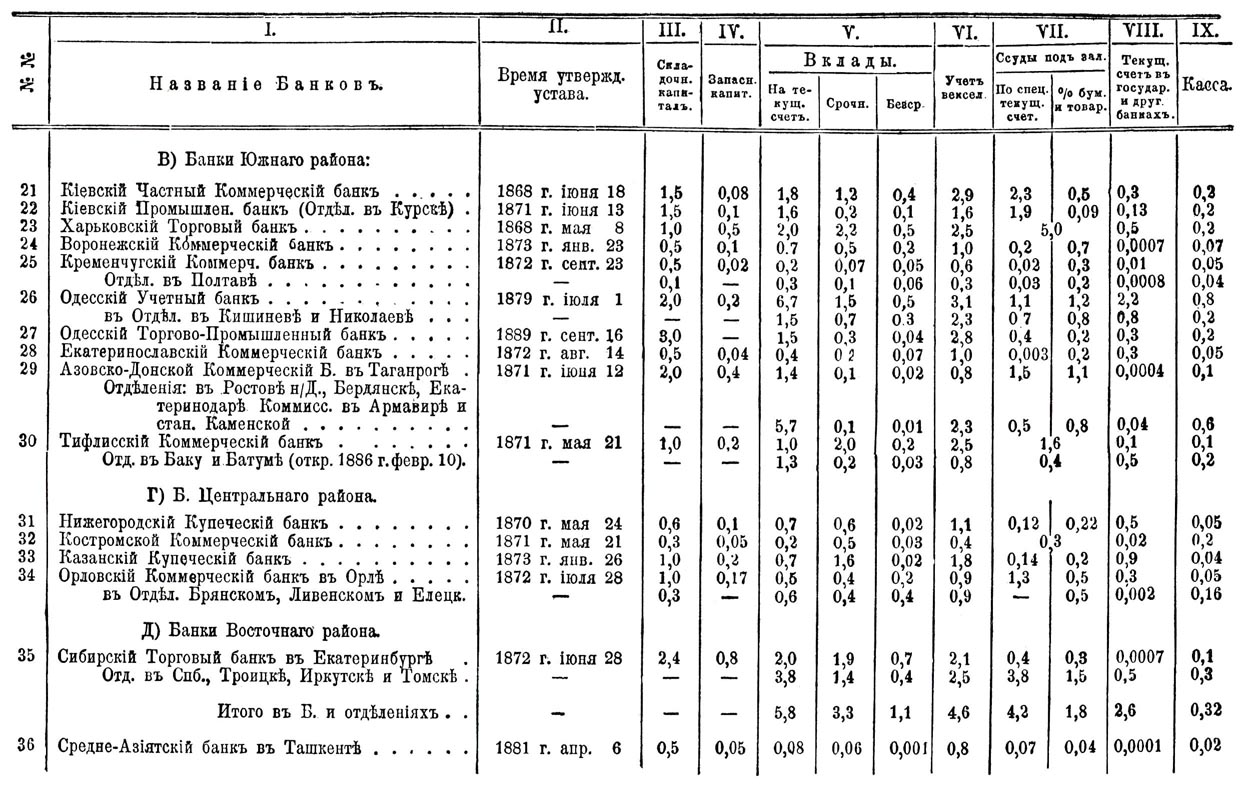 № № I. II. III. IV. V. VI. VII. VIII. IX.
Названіе Банковъ. Время утвержд. устава. Складочн. капиталъ. Запасн. капит. Вклады. Учетъ вексел. Ссуды подъ зал. Текущ. счетъ въ государ. и друг. банкахъ. Касса.
На текущ. счетъ. Срочн. Безср. По спец. текущ. счет. % бум. и товар.
В) Банки Южнаго района:
21 Кіевскій Частный Коммерческій банкъ . . . . . 1868 г. іюня 18 1,5 0,08 1,8 1,2 0,4 2,9 2,3 0,5 0,3 0,2
22 Кіевскій Промышлен. банкъ (Отдѣл. въ Курскѣ) . 1871 г. іюня 13 1,5 0,1 1,6 0,2 0,1 1,6 1,9 0,09 0,13 0,2
23 Харьковскій Торговый банкъ . . . . . . . . . 1868 г. мая 8 1,0 0,5 2,0 2,2 0,5 2,5 5,0 0,5 0,2
24 Воронежскій Коммерческій банкъ . . . . . . . 1873 г. янв. 23 0,5 0,1 0.7 0,5 0,2 1,0 0,2 0,7 0,0007 0,07
25 Кременчугскій Коммерч. банкъ . . . . . . . . 1872 г. сент. 23 0,5 0,02 0,2 0,07 0,05 0,6 0,02 0,3 0,01 0,05
Отдѣл. въ Полтавѣ . . . . . . . . . . . — 0,1 — 0,3 0,1 0,06 0,3 0,03 0,2 0,0008 0,04
26 Одесскій Учетный банкъ . . . . . . . . . . . 1879 г. іюля 1 2,0 0,2 6,7 1,5 0,5 3,1 1,1 1,2 2,2 0,8
въ Отдѣл. въ Кишиневѣ и Николаевѣ . . . — — — 1,5 0,7 0.3 2,3 0 7 0,8 0,8 0,2
27 Одесскій Торгово-Промышленный банкъ . . . . 1889 г. сент. 16 3,0 1,5 0,3 0,04 2,8 0,4 0,2 0,3 0,2
28 Екатеринославскій Коммерческій банкъ . . . . 1872 г. авг. 14 0,5 0,04 0,4 0 2 0,07 1,0 0,003 0,2 0,3 0,05
29 Азовско-Донской Коммерческій Б. въ Таганрогѣ . 1871 г. іюня 12 2,0 0,4 1,4 0,1 0,02 0,8 1,5 1,1 0,0004 0,1
Отдѣленія: въ Ростовѣ н/Д., Бердянскѣ, Ека-
теринодарѣ Коммисс. въ Армавирѣ и
стан. Каменской . . . . . . . . . . — — — 5,7 0,1 0,01 2,3 0,5 0,8 0,04 0,6
30 Тифлисскій Коммерческій банкъ . . . . . . . . 1871 г. мая 21 1,0 0,2 1,0 2,0 0,2 2,5 1,6 0,1 0,1
Отд. въ Баку и Батумѣ (откр. 1886 г. февр. 10). — — — 1,3 0,2 0,03 0,8 0,4 0,5 0,2
Г) Б. Центральнаго района.
31 Нижегородскій Купеческій банкъ . . . . . . . . 1870 г. мая 24 0,6 0,1 0,7 0,6 0,02 1,1 0,12 0,22 0,5 0,05
32 Костромской Коммерческій банкъ . . . . . . . . 1871 г. мая 21 0,3 0,05 0,2 0,5 0,03 0,4 0,3 0,02 0,2
33 Казанскій Купеческій банкъ . . . . . . . . . . 1873 г. янв. 26 1,0 0,2 0,7 1,6 0,02 1,8 0,14 0,2 0,9 0,04
34 Орловскій Коммерческій банкъ въ Орлѣ . . . . . 1872 г. іюля 28 1,0 0,17 0,5 0,4 0,2 0,9 1,3 0,5 0,3 0,05
въ Отдѣл. Брянскомъ, Ливенскомъ и Елецк. — 0,3 — 0,6 0,4 0,4 0,9 — 0,5 0,002 0,16
Д) Банки Восточнаго района.
35 Сибирскій Торговый банкъ въ Екатеринбургѣ . 1872 г. іюня 28 2,4 0,8 2,0 1,9 0,7 2,1 0,4 0,3 0,0007 0,1
Отд. въ Спб., Троицкѣ, Иркутскѣ и Томскѣ . — — — 3,8 1,4 0,4 2,5 3,8 1,5 0,5 0,3
Итого въ Б. и отдѣленіяхъ . . — — — 5,8 3,3 1,1 4,6 4,2 1,8 2,6 0,32
36 Средне-Азіятскій банкъ въ Ташкентѣ . . . . . . 1881 г. апр. 6 0,5 0,05 0,08 0,06 0,001 0,8 0,07 0,04 0,0001 0,02